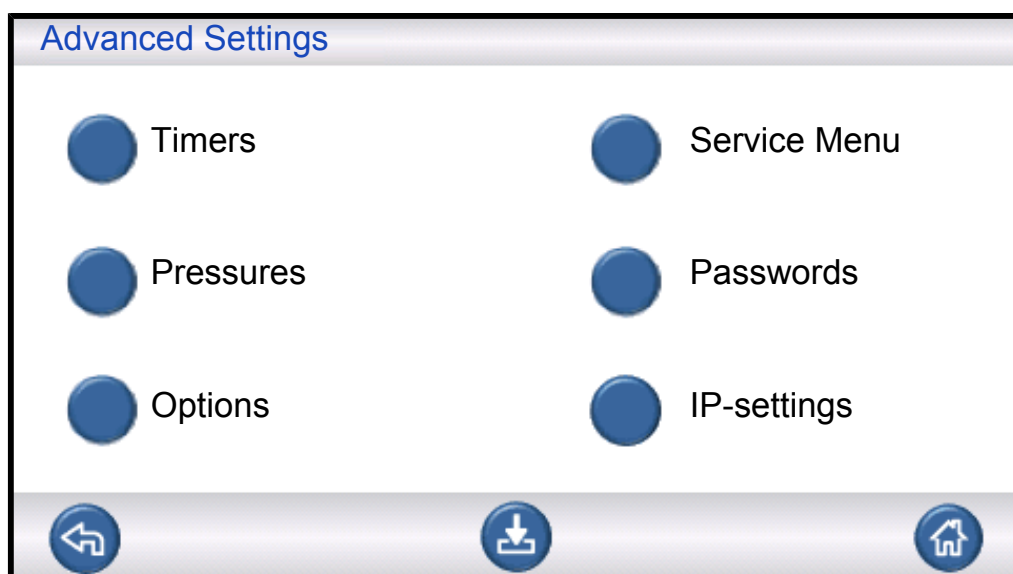 Advanced Settings
Timers
Service Menu
Pressures
Passwords
Options
IP-settings